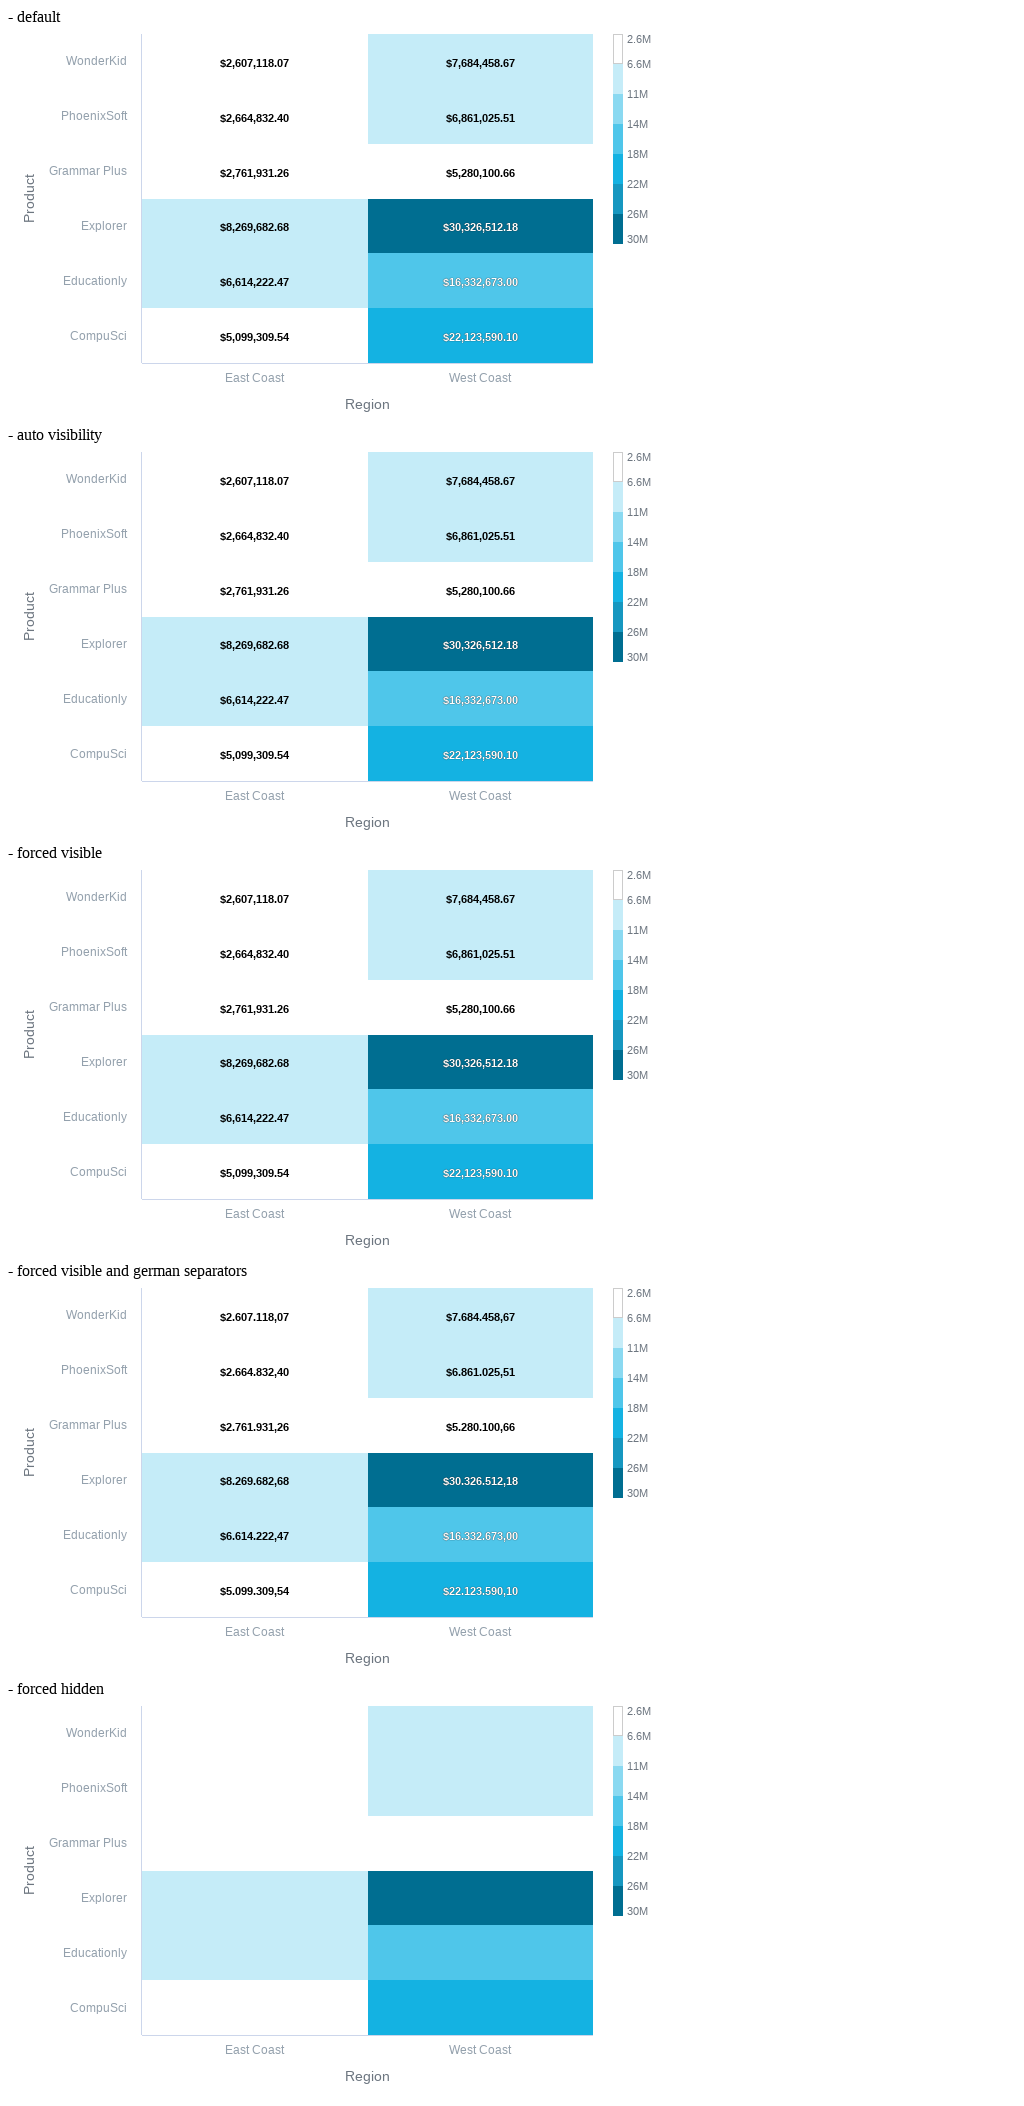 - default
WonderKid $2,607,118.07 $7,684,458.67
PhoenixSoft $2,664,832.40 $6,861,025.51
Grammar Plus $2,761,931.26 $5,280,100.66
Explorer $8,269,682.68 $30,326,512.18
Educationly $6,614,222.47 $16,332,673.00
CompuSci $5,099,309.54 $22,123,590.10
East Coast West Coast
Region
Product
2.6M
6.6M
11M
14M
18M
22M
26M
30M
- auto visibility
WonderKid $2,607,118.07 $7,684,458.67
PhoenixSoft $2,664,832.40 $6,861,025.51
Grammar Plus $2,761,931.26 $5,280,100.66
Explorer $8,269,682.68 $30,326,512.18
Educationly $6,614,222.47 $16,332,673.00
CompuSci $5,099,309.54 $22,123,590.10
East Coast West Coast
Region
Product
2.6M
6.6M
11M
14M
18M
22M
26M
30M
- forced visible
WonderKid $2,607,118.07 $7,684,458.67
PhoenixSoft $2,664,832.40 $6,861,025.51
Grammar Plus $2,761,931.26 $5,280,100.66
Explorer $8,269,682.68 $30,326,512.18
Educationly $6,614,222.47 $16,332,673.00
CompuSci $5,099,309.54 $22,123,590.10
East Coast West Coast
Region
Product
2.6M
6.6M
11M
14M
18M
22M
26M
30M
- forced visible and german separators
WonderKid $2.607.118,07 $7.684.458,67
PhoenixSoft $2.664.832,40 $6.861.025,51
Grammar Plus $2.761.931,26 $5.280.100,66
Explorer $8.269.682,68 $30.326.512,18
Educationly $6.614.222,47 $16.332.673,00
CompuSci $5.099.309,54 $22.123.590,10
East Coast West Coast
Region
Product
2.6M
6.6M
11M
14M
18M
22M
26M
30M
- forced hidden
WonderKid
PhoenixSoft
Grammar Plus
Explorer
Educationly
CompuSci
East Coast West Coast
Region
Product
2.6M
6.6M
11M
14M
18M
22M
26M
30M